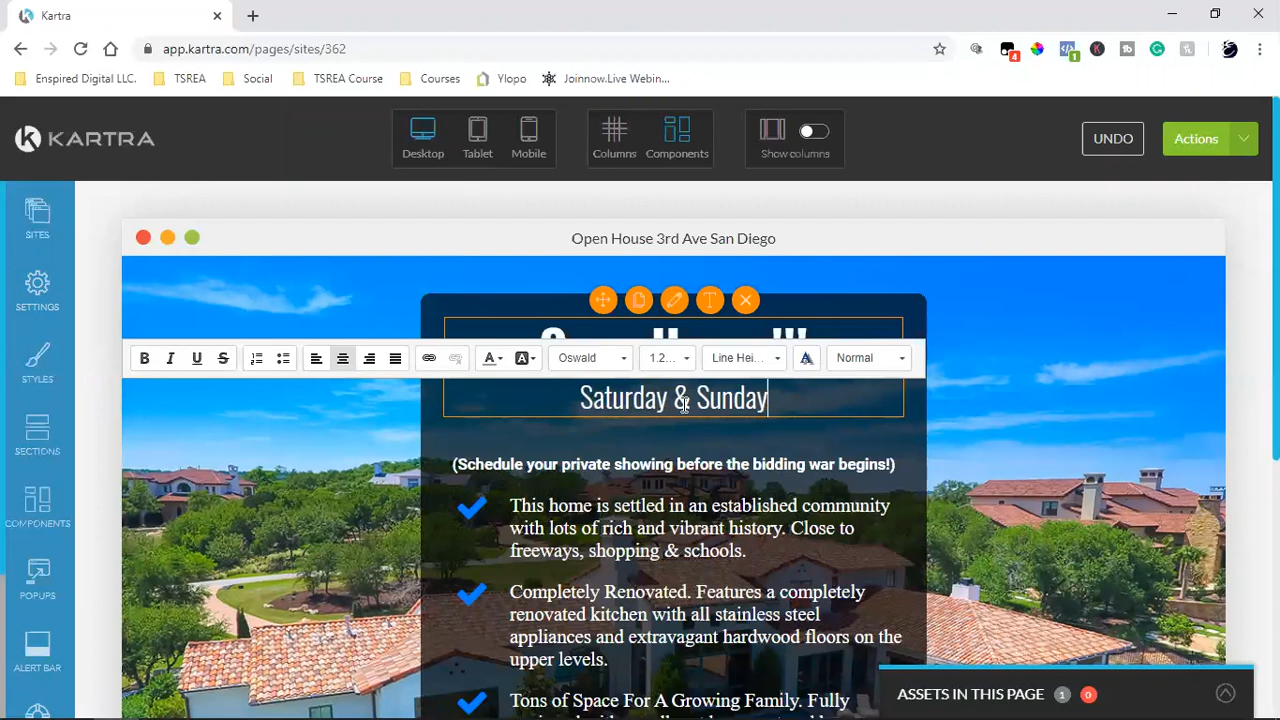 Kartra
app.kartra.com/pages/sites/362
4
1
Enspired Digital LLC.
TSREA
Social
TSREA Course
Courses
Ylopo
Joinnow.Live Webin...
KARTRA
Desktop
Tablet
Mobile
Columns
Components
Show columns
UNDO
Actions
SITES
SETTINGS
STYLES
SECTIONS
COMPONENTS
POPUPS
ALERT BAR
Open House 3rd Ave San Diego
B I U S
Oswald
1.2...
Line Hei...
Normal
Saturday & Sunday
(Schedule your private showing before the bidding war begins!)
This home is settled in an established community
with lots of rich and vibrant history. Close to
freeways, shopping & schools.
Completely Renovated. Features a completely
renovated kitchen with all stainless steel
appliances and extravagant hardwood floors on the
upper levels.
Tons of Space For A Growing Family. Fully
ASSETS IN THIS PAGE 1 0